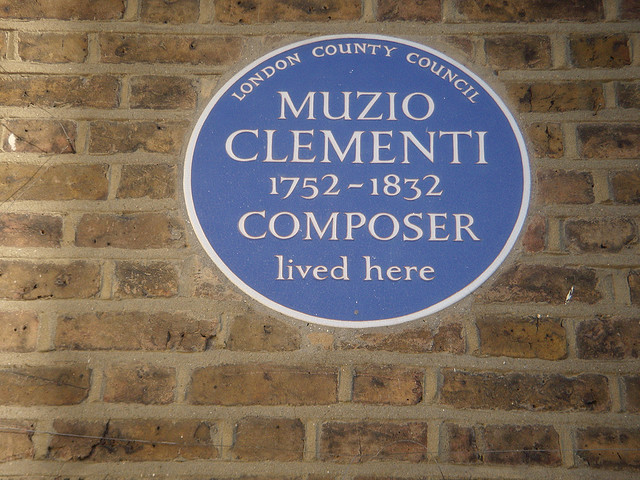 LONDON COUNTY COUNCIL
MUZIO
CLEMENTI
1752-1832
COMPOSER
lived here